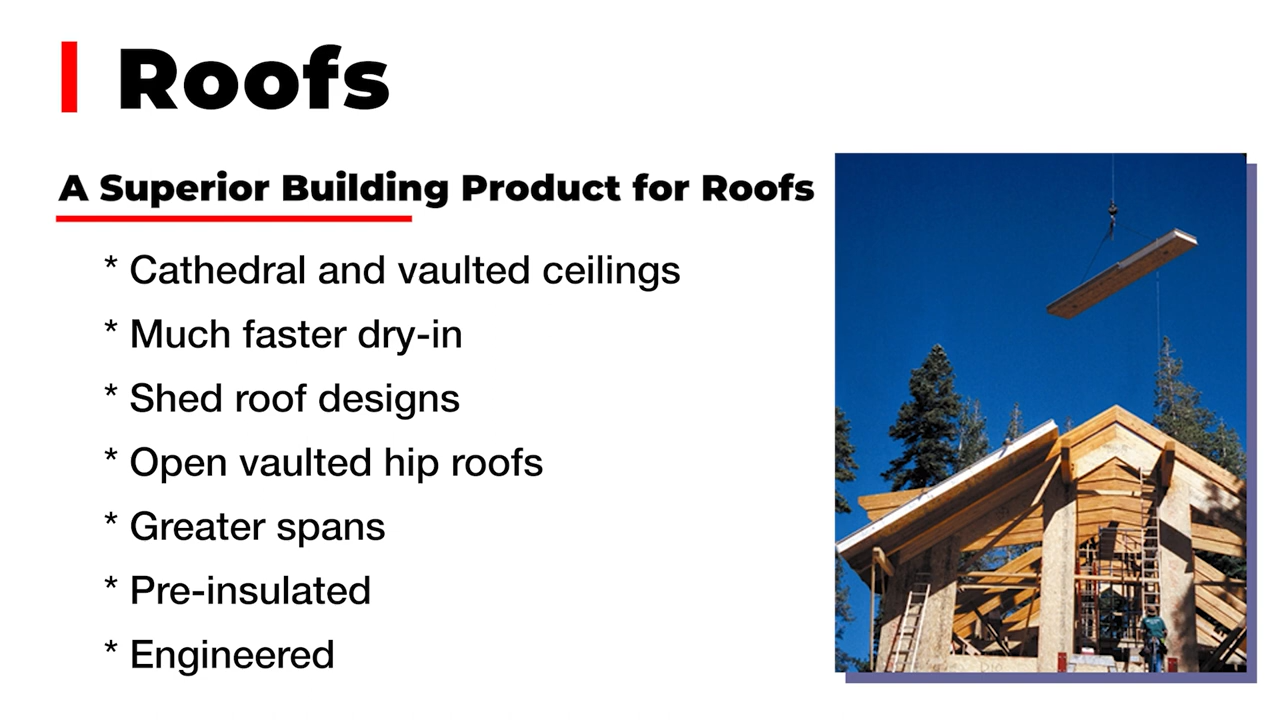 Roofs
A Superior Building Product for Roofs
* Cathedral and vaulted ceilings
* Much faster dry-in
* Shed roof designs
* Open vaulted hip roofs
* Greater spans
* Pre-insulated
* Engineered